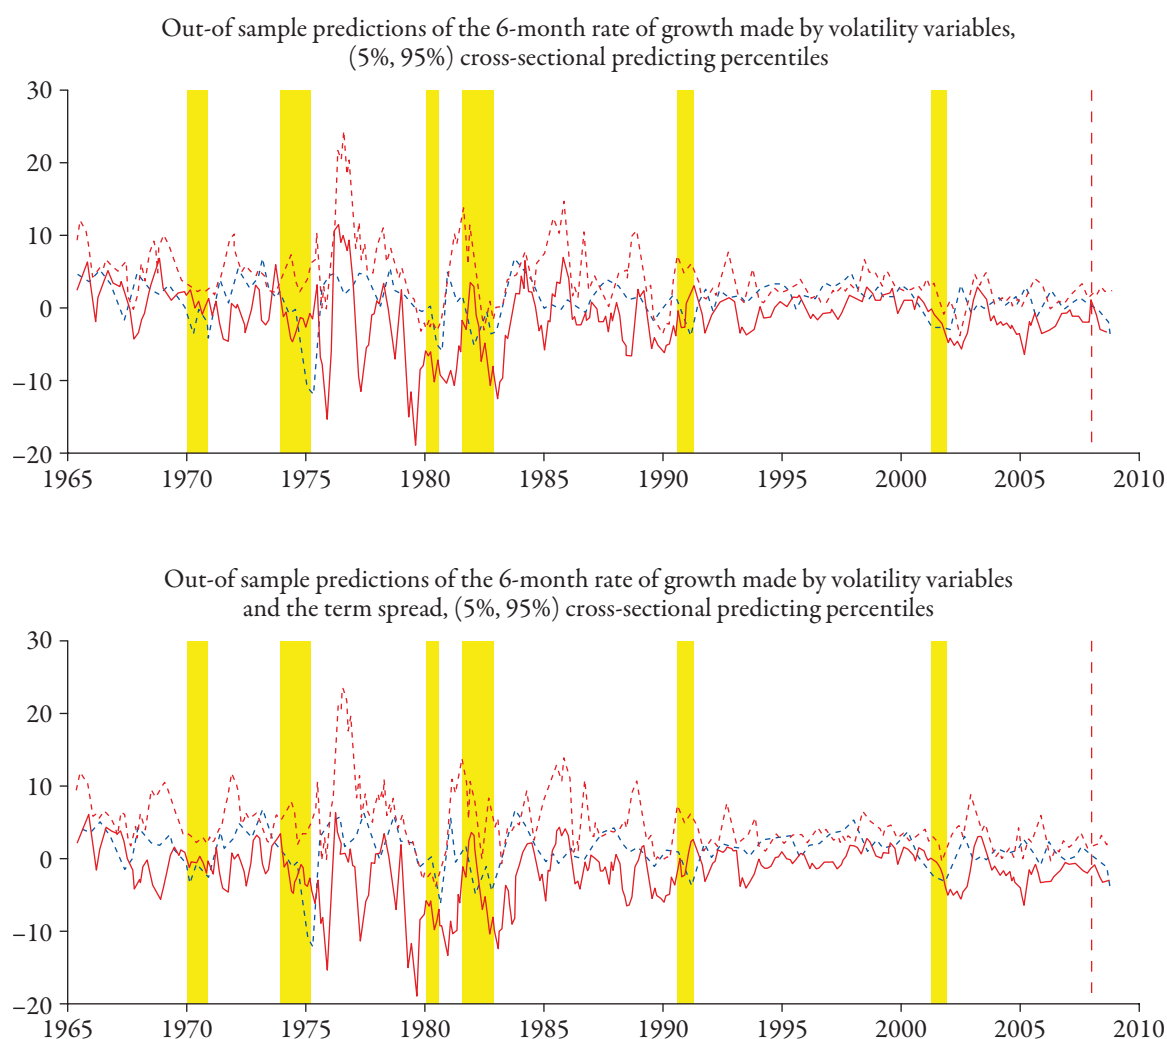 Out-of sample predictions of the 6-month rate of growth made by volatility variables,
(5%, 95%) cross-sectional predicting percentiles
30
20
10
0
–10
–20
1965 1970 1975 1980 1985 1990 1995 2000 2005 2010
Out-of sample predictions of the 6-month rate of growth made by volatility variables
and the term spread, (5%, 95%) cross-sectional predicting percentiles
30
20
10
0
–10
–20
1965 1970 1975 1980 1985 1990 1995 2000 2005 2010